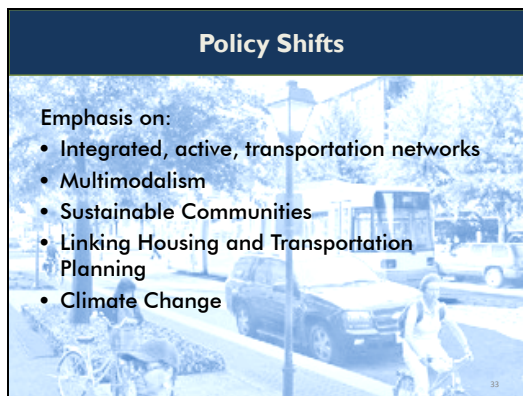 Policy Shifts
Emphasis on:
• Integrated, active, transportation networks
• Multimodalism
• Sustainable Communities
• Linking Housing and Transportation
Planning
• Climate Change
33